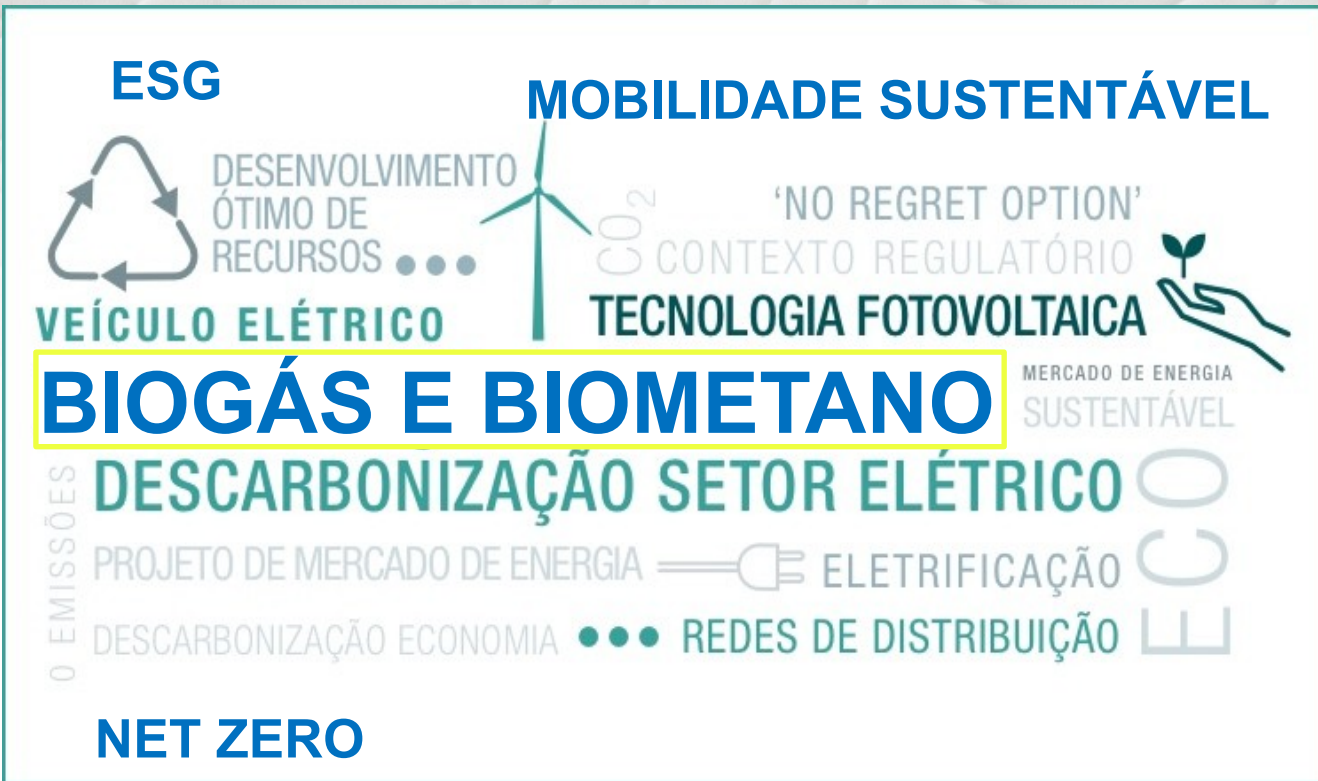 ESG
MOBILIDADE SUSTENTÁVEL
DESENVOLVIMENTO
ÓTIMO DE
RECURSOS
CO₂
'NO REGRET OPTION'
CONTEXTO REGULATÓRIO
VEÍCULO ELÉTRICO
TECNOLOGIA FOTOVOLTAICA
BIOGÁS E BIOMETANO
MERCADO DE ENERGIA
SUSTENTÁVEL
DESCARBONIZAÇÃO SETOR ELÉTRICO
ECO
0 EMISSÕES
PROJETO DE MERCADO DE ENERGIA
ELETRIFICAÇÃO
DESCARBONIZAÇÃO ECONOMIA
REDES DE DISTRIBUIÇÃO
NET ZERO